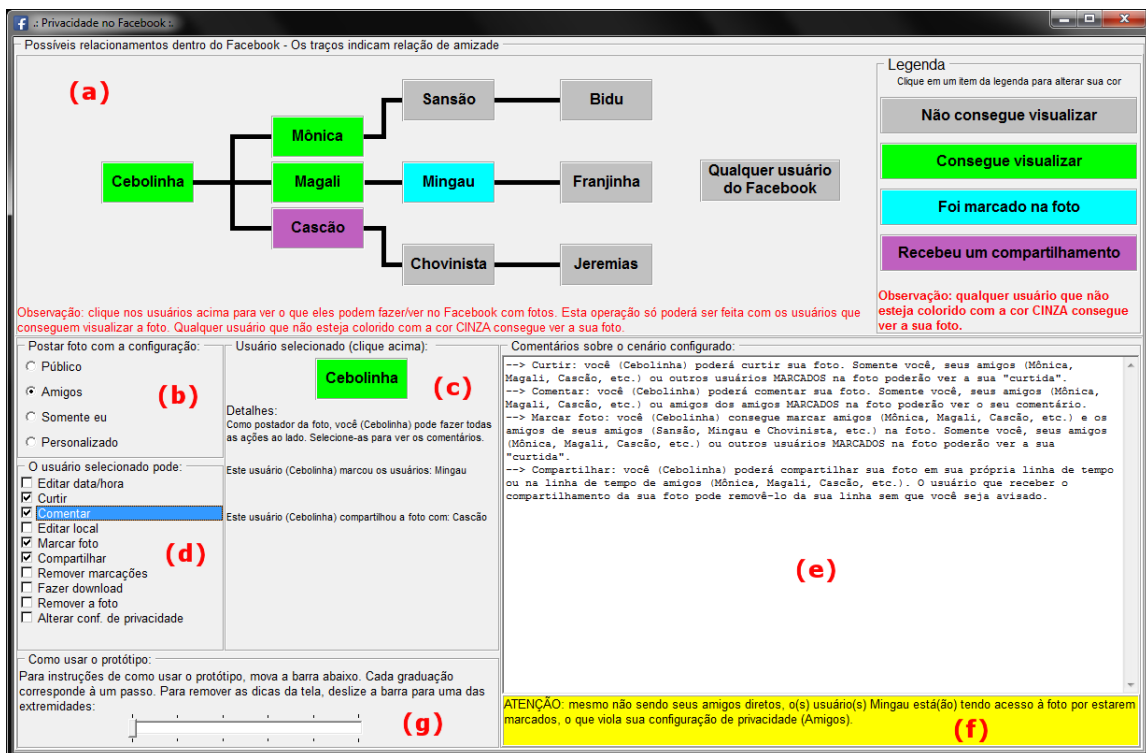 .: Privacidade no Facebook :.
Possíveis relacionamentos dentro do Facebook - Os traços indicam relação de amizade
(a)
Sansão
Bidu
Mônica
Cebolinha
Magali
Mingau
Franjinha
Qualquer usuário
do Facebook
Cascão
Chovinista
Jeremias
Observação: clique nos usuários acima para ver o que eles podem fazer/ver no Facebook com fotos. Esta operação só poderá ser feita com os usuários que
conseguem visualizar a foto. Qualquer usuário que não esteja colorido com a cor CINZA consegue ver a sua foto.
Legenda
Clique em um item da legenda para alterar sua cor
Não consegue visualizar
Consegue visualizar
Foi marcado na foto
Recebeu um compartilhamento
Observação: qualquer usuário que não
esteja colorido com a cor CINZA consegue
ver a sua foto.
Postar foto com a configuração:
Público
Amigos
Somente eu
Personalizado
(b)
O usuário selecionado pode:
Editar data/hora
Curtir
Comentar
Editar local
Marcar foto
Compartilhar
Remover marcações
Fazer download
Remover a foto
Alterar conf. de privacidade
(d)
Usuário selecionado (clique acima):
Cebolinha
(c)
Detalhes:
Como postador da foto, você (Cebolinha) pode fazer todas
as ações ao lado. Selecione-as para ver os comentários.
Este usuário (Cebolinha) marcou os usuários: Mingau
Este usuário (Cebolinha) compartilhou a foto com: Cascão
Comentários sobre o cenário configurado:
--> Curtir: você (Cebolinha) poderá curtir sua foto. Somente você, seus amigos (Mônica,
Magali, Cascão, etc.) ou outros usuários MARCADOS na foto poderão ver a sua "curtida".
--> Comentar: você (Cebolinha) poderá comentar sua foto. Somente você, seus amigos (Mônica,
Magali, Cascão, etc.) ou amigos dos amigos MARCADOS na foto poderão ver o seu comentário.
--> Marcar foto: você (Cebolinha) consegue marcar amigos (Mônica, Magali, Cascão, etc.) e os
amigos de seus amigos (Sansão, Mingau e Chovinista, etc.) na foto. Somente você, seus amigos
(Mônica, Magali, Cascão, etc.) ou outros usuários MARCADOS na foto poderão ver a sua
"curtida".
--> Compartilhar: você (Cebolinha) poderá compartilhar sua foto em sua própria linha de tempo
ou na linha de tempo de amigos (Mônica, Magali, Cascão, etc.). O usuário que receber o
compartilhamento da sua foto pode removê-lo da sua linha sem que você seja avisado.
(e)
Como usar o protótipo:
Para instruções de como usar o protótipo, mova a barra abaixo. Cada graduação
corresponde à um passo. Para remover as dicas da tela, deslize a barra para uma das
extremidades:
(g)
ATENÇÃO: mesmo não sendo seus amigos diretos, o(s) usuário(s) Mingau está(ão) tendo acesso à foto por estarem
marcados, o que viola sua configuração de privacidade (Amigos).
(f)